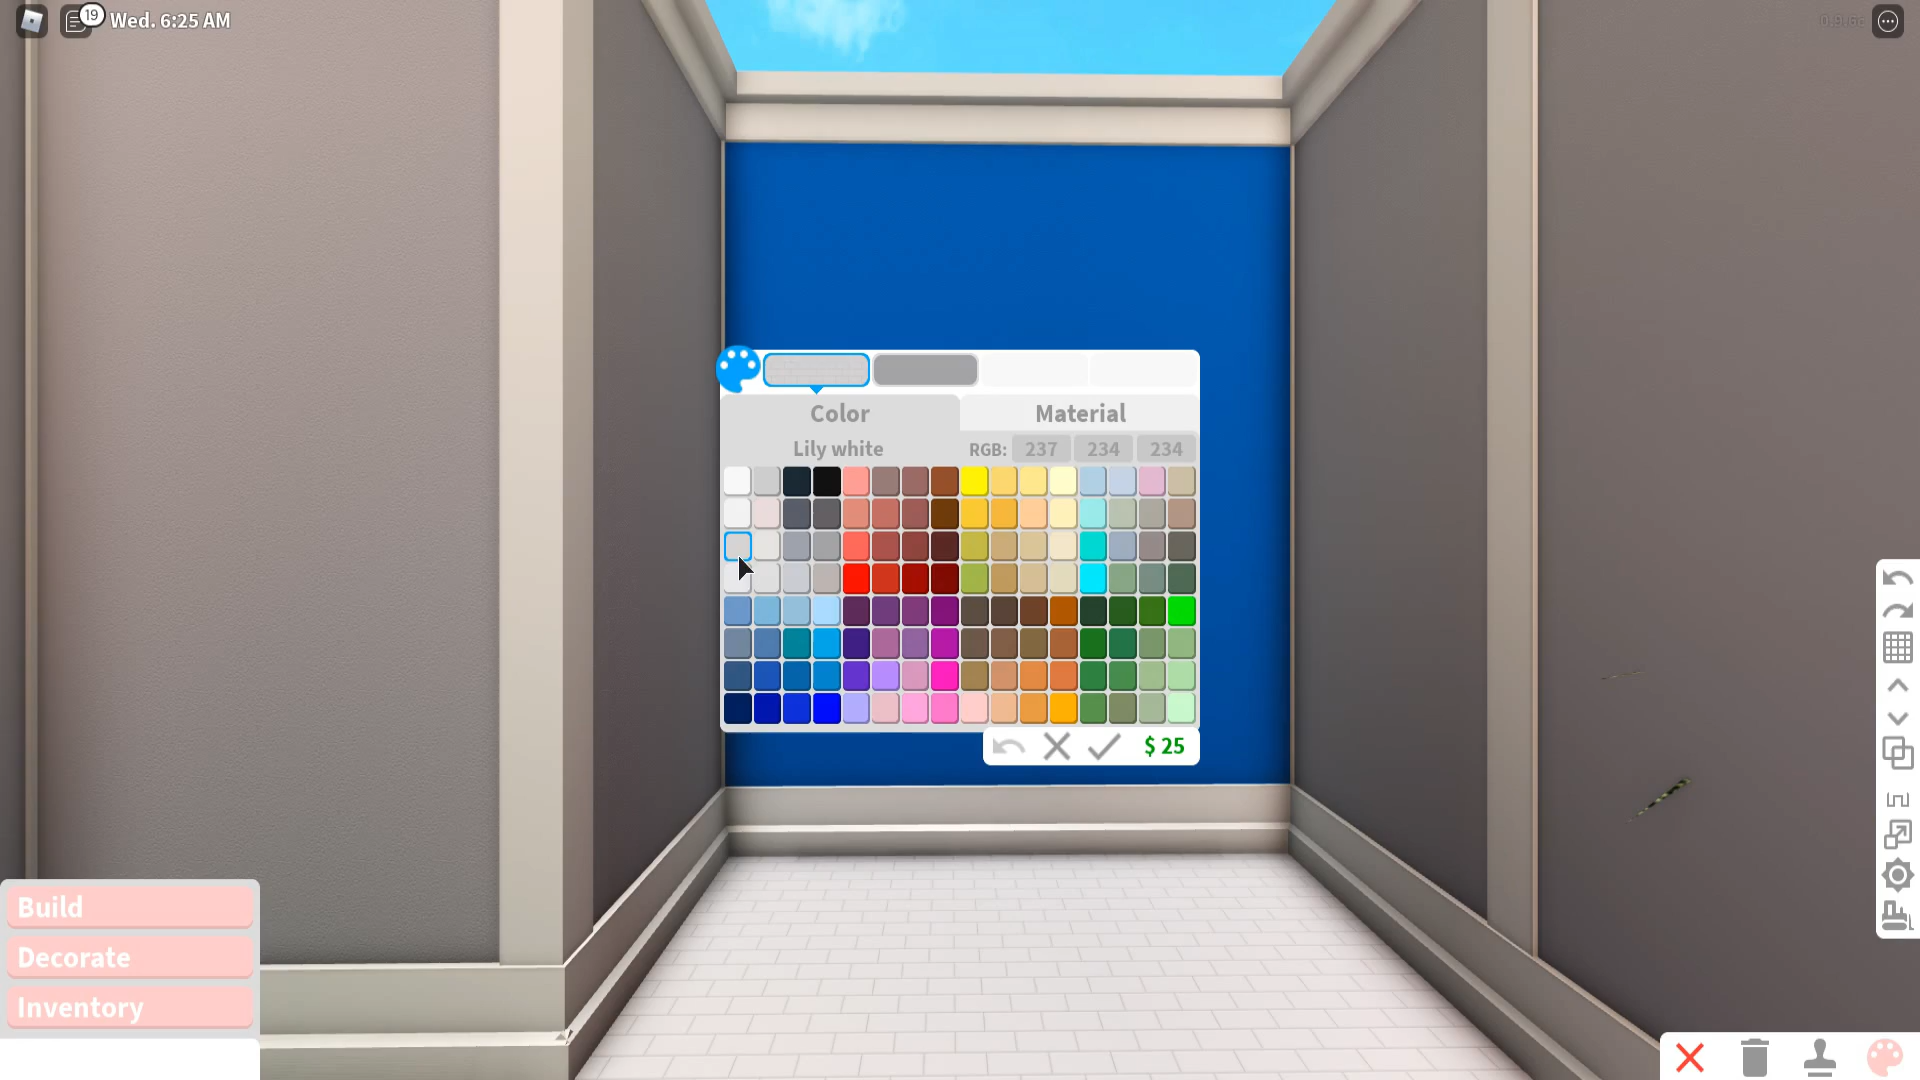 19
Wed. 6:25 AM
Color
Material
Lily white
RGB: 237 234 234
$ 25
Build
Decorate
Inventory